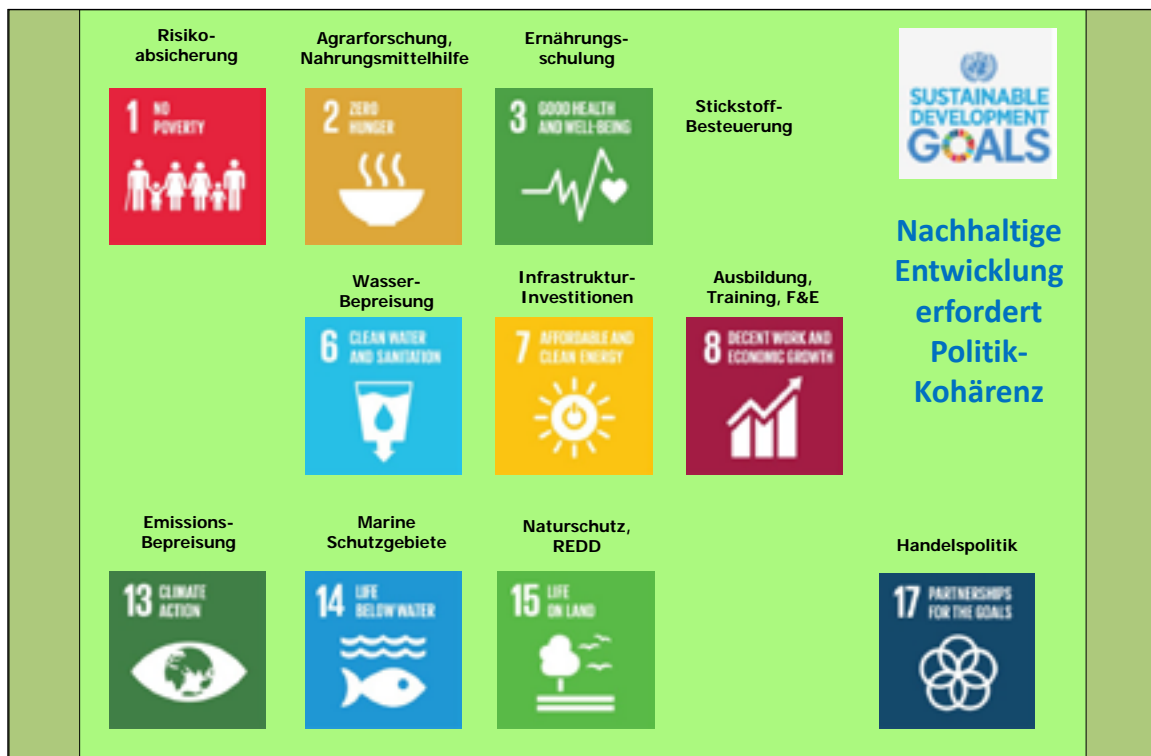 Risiko-
absicherung
Agrarforschung,
Nahrungsmittelhilfe
Ernährungs-
schulung
1 NO
POVERTY
2 ZERO
HUNGER
3 GOOD HEALTH
AND WELL-BEING
Stickstoff-
Besteuerung
SUSTAINABLE
DEVELOPMENT
GOALS
Nachhaltige
Entwicklung
erfordert
Politik-
Kohärenz
Wasser-
Bepreisung
Infrastruktur-
Investitionen
Ausbildung,
Training, F&E
6 CLEAN WATER
AND SANITATION
7 AFFORDABLE AND
CLEAN ENERGY
8 DECENT WORK AND
ECONOMIC GROWTH
Emissions-
Bepreisung
Marine
Schutzgebiete
Naturschutz,
REDD
Handelspolitik
13 CLIMATE
ACTION
14 LIFE
BELOW WATER
15 LIFE
ON LAND
17 PARTNERSHIPS
FOR THE GOALS